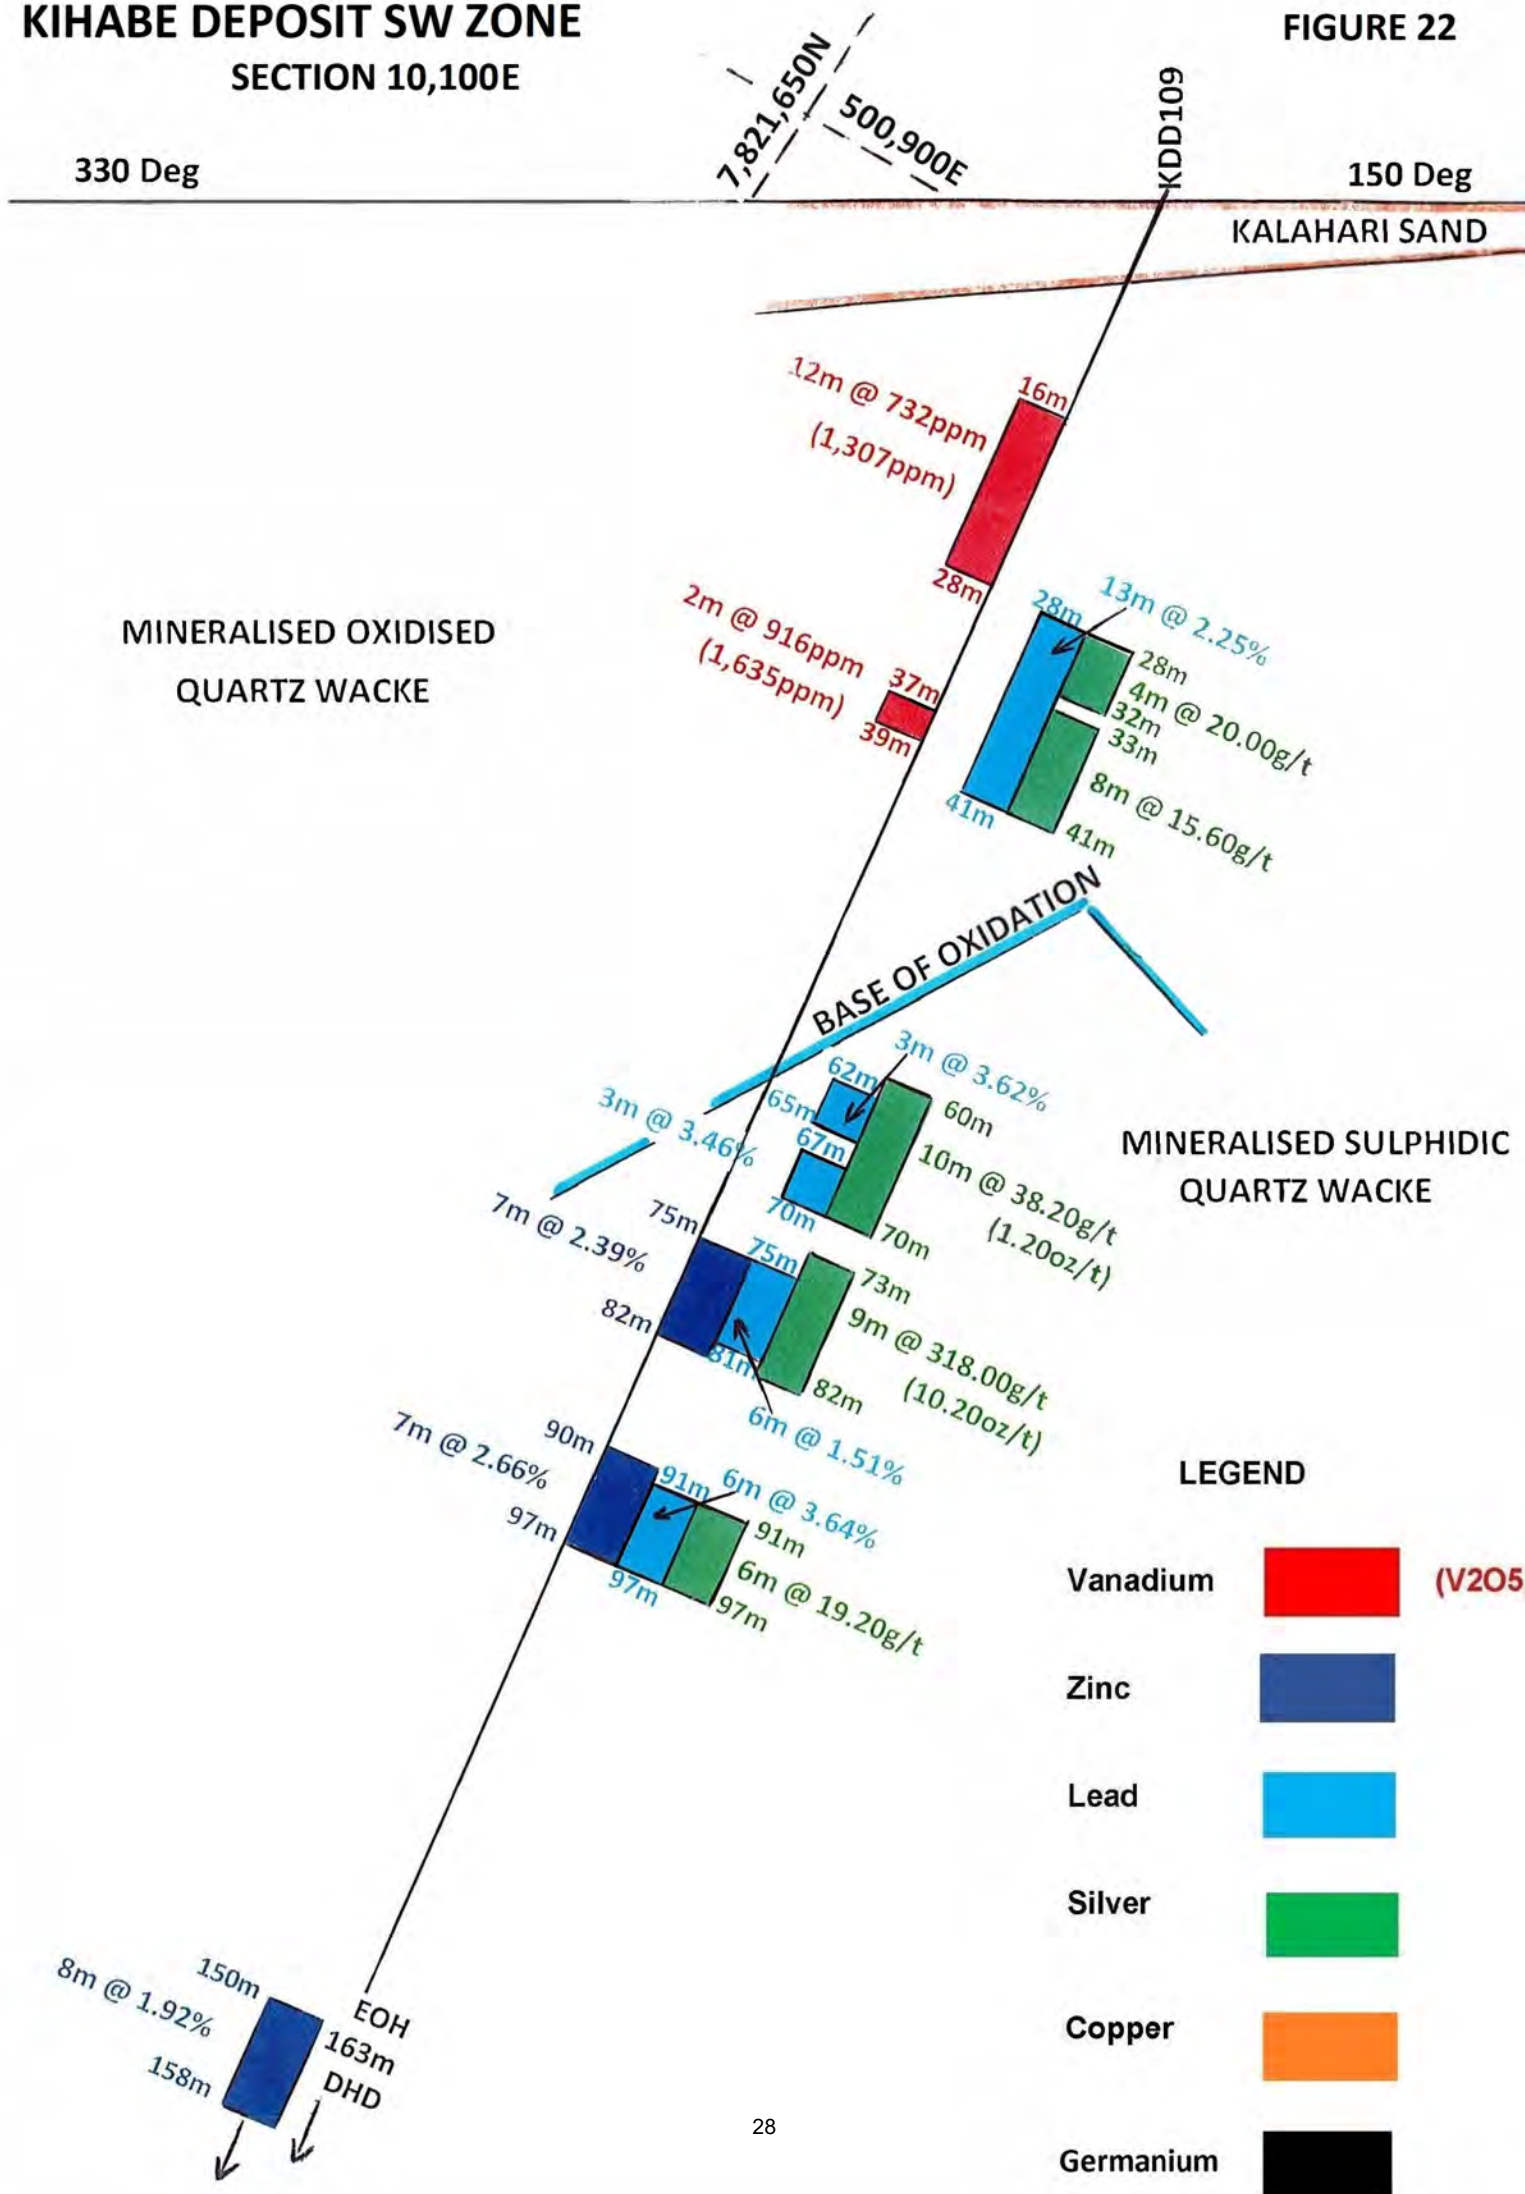 KIHABE DEPOSIT SW ZONE
SECTION 10,100E
FIGURE 22
7,821,650N
500,900E
KDD109
330 Deg
150 Deg
KALAHARI SAND
12m @ 732ppm
(1,307ppm)
16m
28m
MINERALISED OXIDISED
QUARTZ WACKE
2m @ 916ppm
(1,635ppm)
37m
39m
28m
13m @ 2.25%
41m
28m
4m @ 20.00g/t
32m
33m
8m @ 15.60g/t
41m
BASE OF OXIDATION
62m
3m @ 3.62%
65m
3m @ 3.46%
67m
70m
60m
10m @ 38.20g/t
(1.20oz/t)
70m
MINERALISED SULPHIDIC
QUARTZ WACKE
75m
7m @ 2.39%
82m
75m
81m
6m @ 1.51%
73m
9m @ 318.00g/t
(10.20oz/t)
82m
90m
7m @ 2.66%
97m
91m
6m @ 3.64%
97m
91m
6m @ 19.20g/t
97m
150m
8m @ 1.92%
158m
EOH
163m
DHD
LEGEND
Vanadium
(V2O5
Zinc
Lead
Silver
Copper
Germanium
28